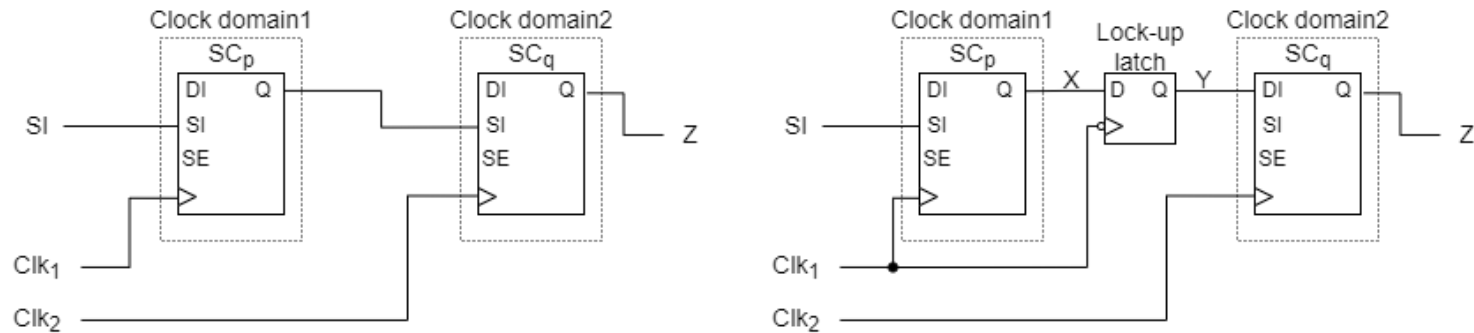 Clock domain1
SCp
DI Q
SI
SE
SI
Clk1
Clk2
Clock domain2
SCq
DI Q
SI
SE
Z
Clock domain1
SCp
DI Q
SI
SE
SI
Clk1
Clk2
X
Lock-up
latch
D Q
Y
Clock domain2
SCq
DI Q
SI
SE
Z